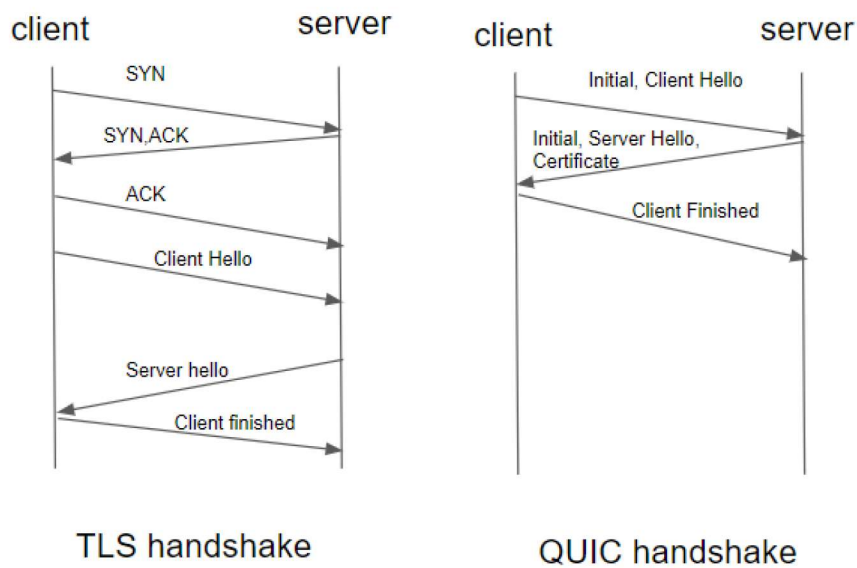 client
server
SYN
SYN,ACK
ACK
Client Hello
Server hello
Client finished
TLS handshake
client
server
Initial, Client Hello
Initial, Server Hello,
Certificate
Client Finished
QUIC handshake